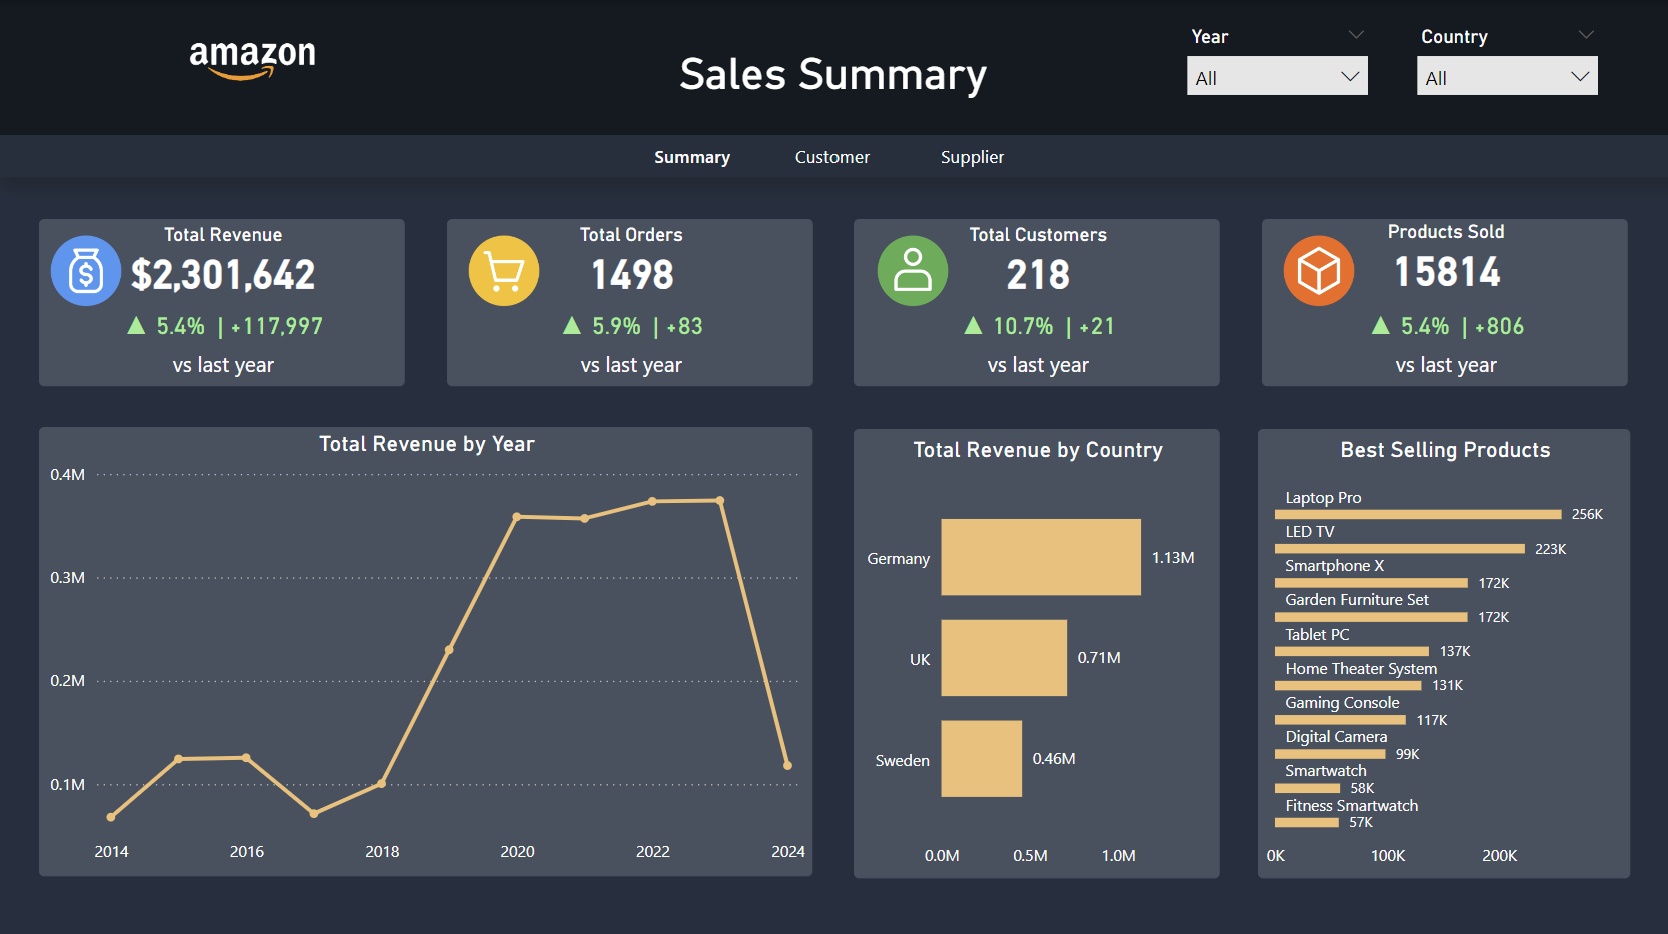 amazon
Sales Summary
Year
All
Country
All
Summary
Customer
Supplier
Total Revenue
$2,301,642
▲ 5.4% | +117,997
vs last year
Total Orders
1498
▲ 5.9% | +83
vs last year
Total Customers
218
▲ 10.7% | +21
vs last year
Products Sold
15814
▲ 5.4% | +806
vs last year
Total Revenue by Year
0.4M
0.3M
0.2M
0.1M
2014
2016
2018
2020
2022
2024
Total Revenue by Country
Germany
1.13M
UK
0.71M
Sweden
0.46M
0.0M
0.5M
1.0M
Best Selling Products
Laptop Pro
256K
LED TV
223K
Smartphone X
172K
Garden Furniture Set
172K
Tablet PC
137K
Home Theater System
131K
Gaming Console
117K
Digital Camera
99K
Smartwatch
58K
Fitness Smartwatch
57K
0K
100K
200K